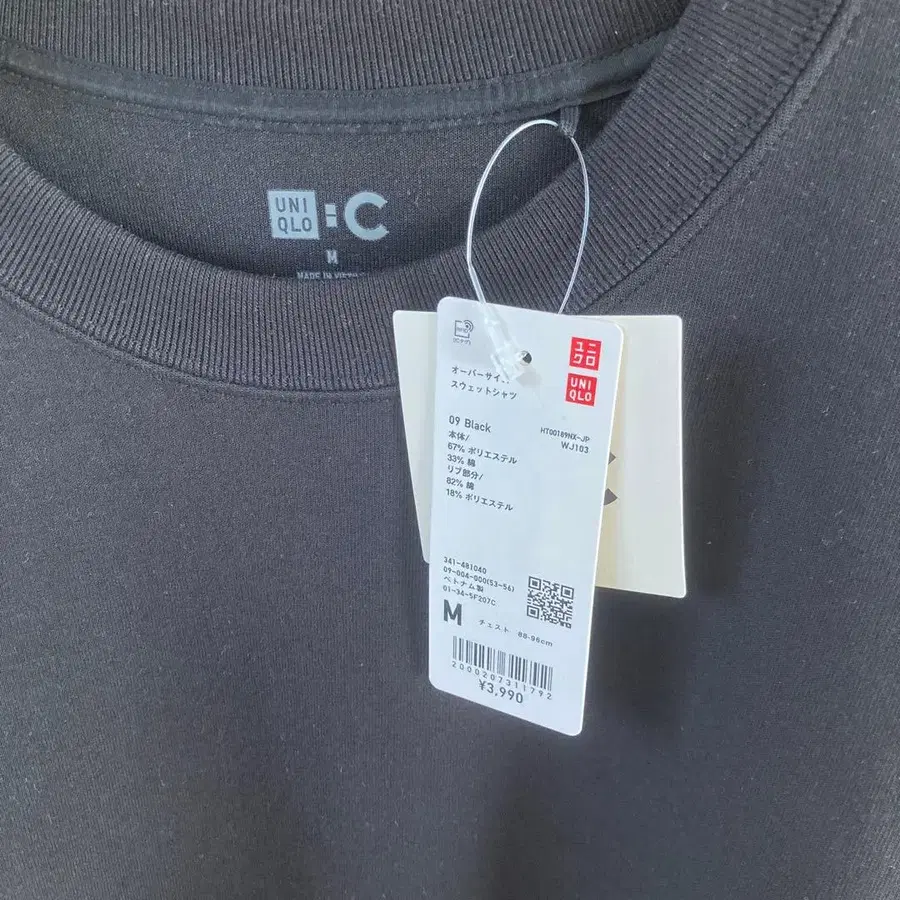 UNI
QLO
: C
M
MADE IN VIETN
ユニ
クロ
UNI
QLO
オーバーサイズ
スウェットシャツ
09 Black
HT00189NX-JP
WJ103
本体/
67% ポリエステル
33% 綿
リブ部分/
82% 綿
18% ポリエステル
341-481040
09-004-000(53-56)
ベトナム製
01-34-5F207C
M チェスト 88-96cm
2000207311792
¥3,990